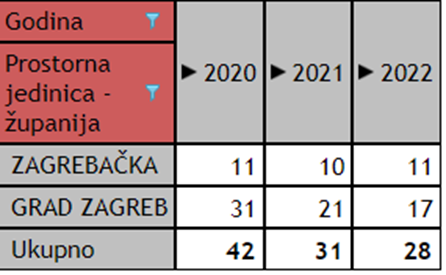 Godina
Prostorna
jedinica -
županija
2020 2021 2022
ZAGREBAČKA 11 10 11
GRAD ZAGREB 31 21 17
Ukupno 42 31 28